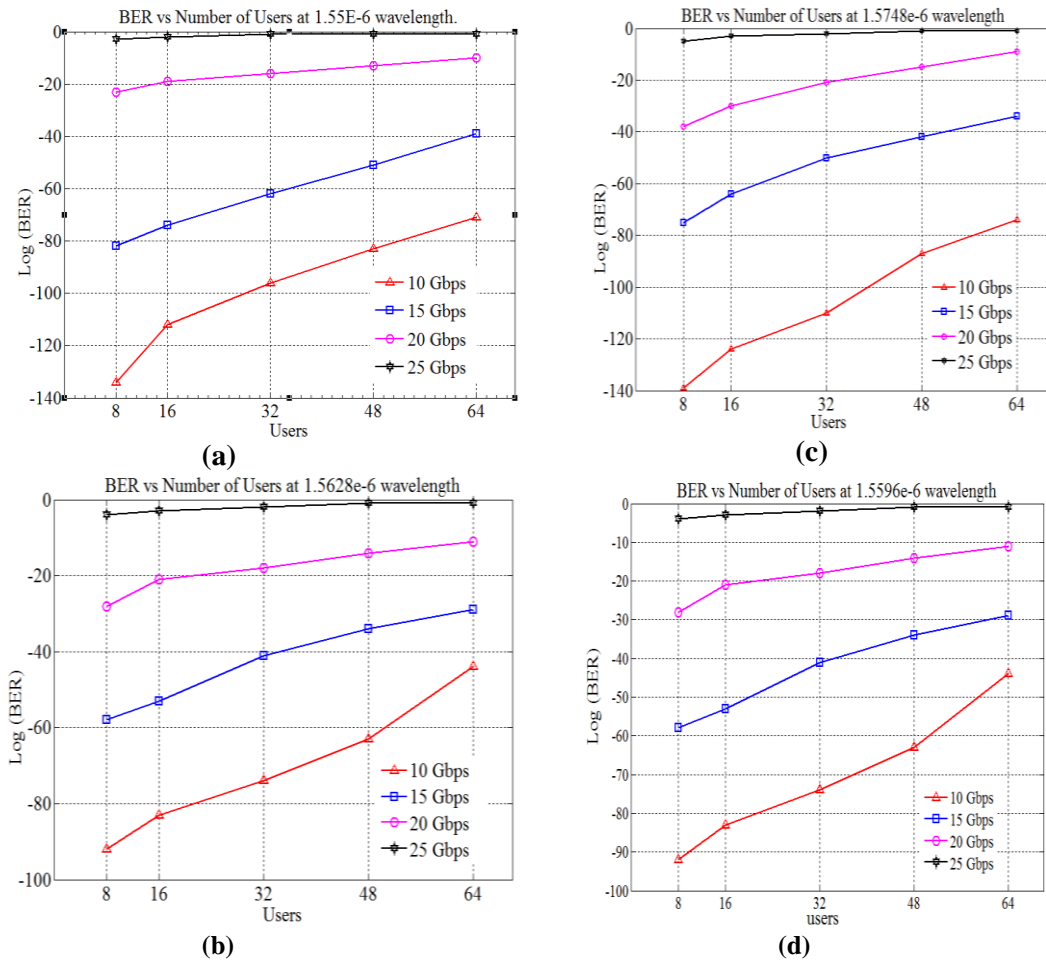 BER vs Number of Users at 1.55E-6 wavelength.
0
-20
-40
-60
-80
-100
-120
-140
Log (BER)
10 Gbps
15 Gbps
20 Gbps
25 Gbps
8 16 32 48 64
Users
(a)
BER vs Number of Users at 1.5748e-6 wavelength
0
-20
-40
-60
-80
-100
-120
-140
Log (BER)
10 Gbps
15 Gbps
20 Gbps
25 Gbps
8 16 32 48 64
Users
(c)
BER vs Number of Users at 1.5628e-6 wavelength
0
-20
-40
-60
-80
-100
Log (BER)
10 Gbps
15 Gbps
20 Gbps
25 Gbps
8 16 32 48 64
Users
(b)
BER vs Number of Users at 1.5596e-6 wavelength
0
-10
-20
-30
-40
-50
-60
-70
-80
-90
-100
Log (BER)
10 Gbps
15 Gbps
20 Gbps
25 Gbps
8 16 32 48 64
users
(d)